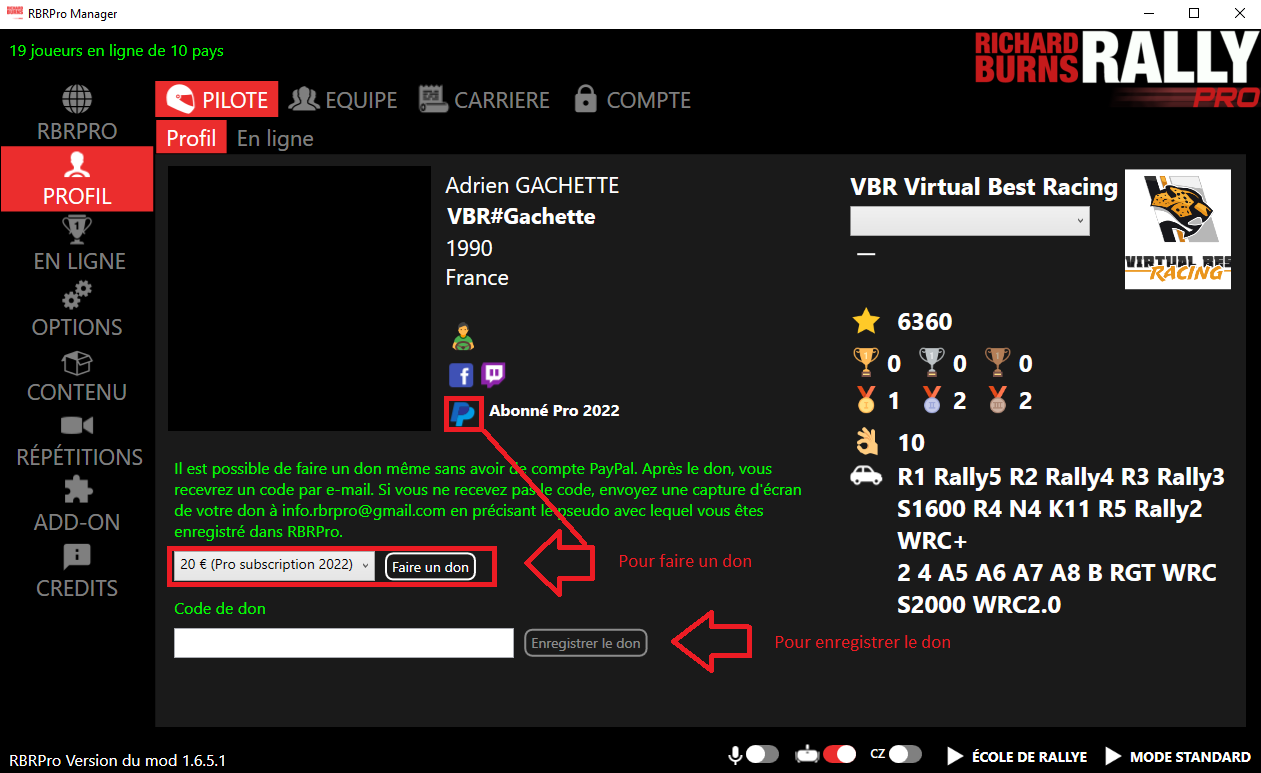 RBRPro Manager
19 joueurs en ligne de 10 pays
RICHARD
BURNS
RALLY
PRO
RBRPRO
PROFIL
EN LIGNE
OPTIONS
CONTENU
RÉPÉTITIONS
ADD-ON
CREDITS
PILOTE EQUIPE CARRIERE COMPTE
Profil En ligne
Adrien GACHETTE
VBR#Gachette
1990
France
Abonné Pro 2022
VBR Virtual Best Racing
VIRTUAL BES
RACING
6360
0 0 0
1 2 2
10
R1 Rally5 R2 Rally4 R3 Rally3
S1600 R4 N4 K11 R5 Rally2
WRC+
2 4 A5 A6 A7 A8 B RGT WRC
S2000 WRC2.0
Il est possible de faire un don même sans avoir de compte PayPal. Après le don, vous
recevrez un code par e-mail. Si vous ne recevez pas le code, envoyez une capture d'écran
de votre don à info.rbrpro@gmail.com en précisant le pseudo avec lequel vous êtes
enregistré dans RBRPro.
20 € (Pro subscription 2022) Faire un don
Pour faire un don
Code de don
Enregistrer le don
Pour enregistrer le don
RBRPro Version du mod 1.6.5.1
CZ
ÉCOLE DE RALLYE
MODE STANDARD